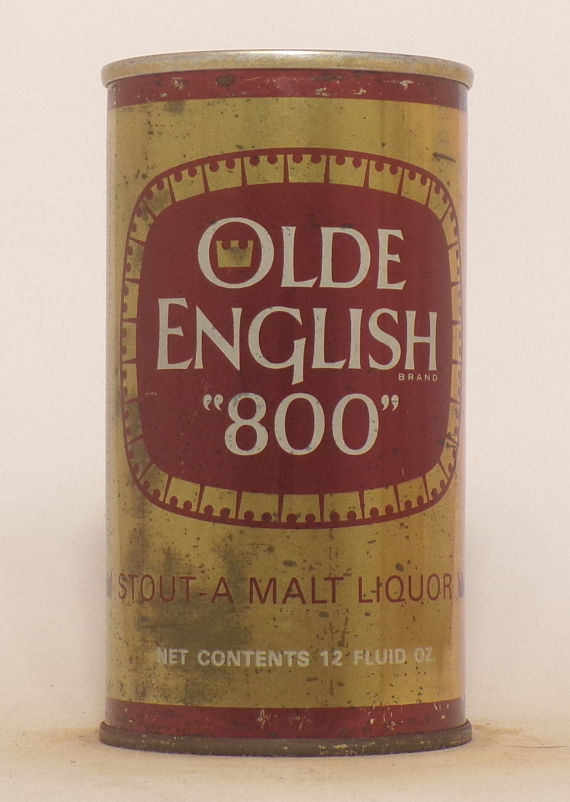 OLDE
ENGLISH
BRAND
“800”
STOUT-A MALT LIQUOR
NET CONTENTS 12 FLUID OZ.